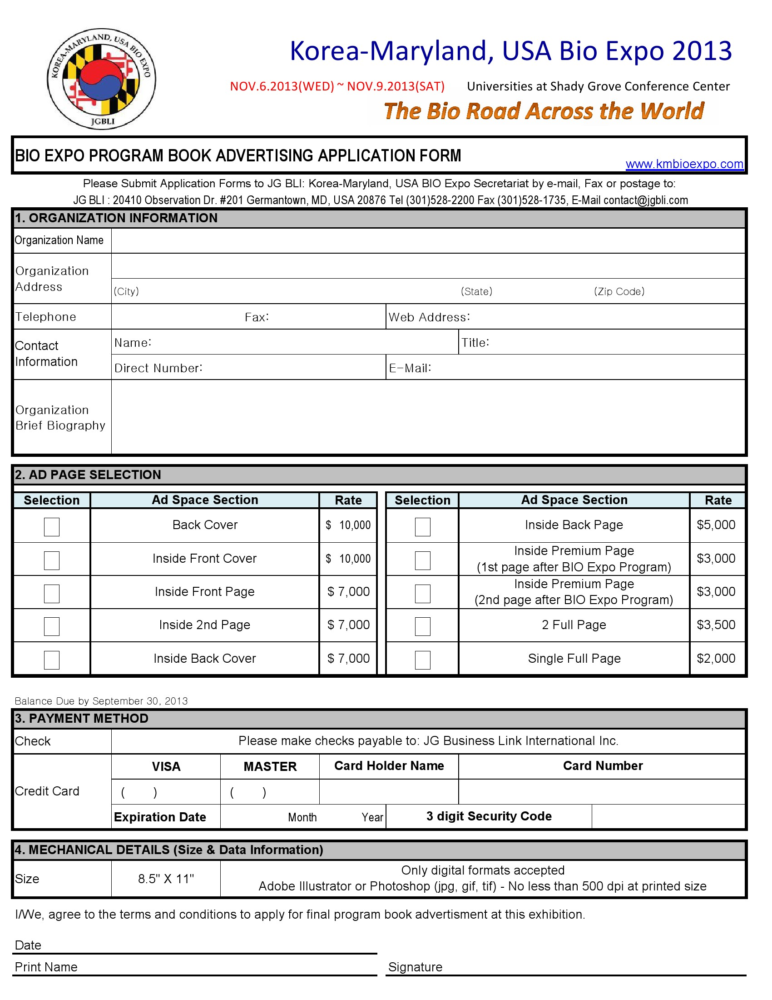 KOREA-MARYLAND, USA BIO EXPO
JGBLI
Korea-Maryland, USA Bio Expo 2013
NOV.6.2013(WED) ~ NOV.9.2013(SAT) Universities at Shady Grove Conference Center
The Bio Road Across the World
BIO EXPO PROGRAM BOOK ADVERTISING APPLICATION FORM
www.kmbioexpo.com
Please Submit Application Forms to JG BLI: Korea-Maryland, USA BIO Expo Secretariat by e-mail, Fax or postage to:
JG BLI : 20410 Observation Dr. #201 Germantown, MD, USA 20876 Tel (301)528-2200 Fax (301)528-1735, E-Mail contact@jgbli.com
1. ORGANIZATION INFORMATION
Organization Name
Organization
Address
(City) (State) (Zip Code)
Telephone Fax: Web Address:
Contact
Information
Name: Title:
Direct Number: E-Mail:
Organization
Brief Biography
2. AD PAGE SELECTION
Selection Ad Space Section Rate Selection Ad Space Section Rate
Back Cover $ 10,000 Inside Back Page $5,000
Inside Front Cover $ 10,000 Inside Premium Page
(1st page after BIO Expo Program) $3,000
Inside Front Page $ 7,000 Inside Premium Page
(2nd page after BIO Expo Program) $3,000
Inside 2nd Page $ 7,000 2 Full Page $3,500
Inside Back Cover $ 7,000 Single Full Page $2,000
Balance Due by September 30, 2013
3. PAYMENT METHOD
Check Please make checks payable to: JG Business Link International Inc.
Credit Card
VISA MASTER Card Holder Name Card Number
( ) ( )
Expiration Date Month Year 3 digit Security Code
4. MECHANICAL DETAILS (Size & Data Information)
Size 8.5" X 11"
Only digital formats accepted
Adobe Illustrator or Photoshop (jpg, gif, tif) - No less than 500 dpi at printed size
I/We, agree to the terms and conditions to apply for final program book advertisment at this exhibition.
Date
Print Name Signature